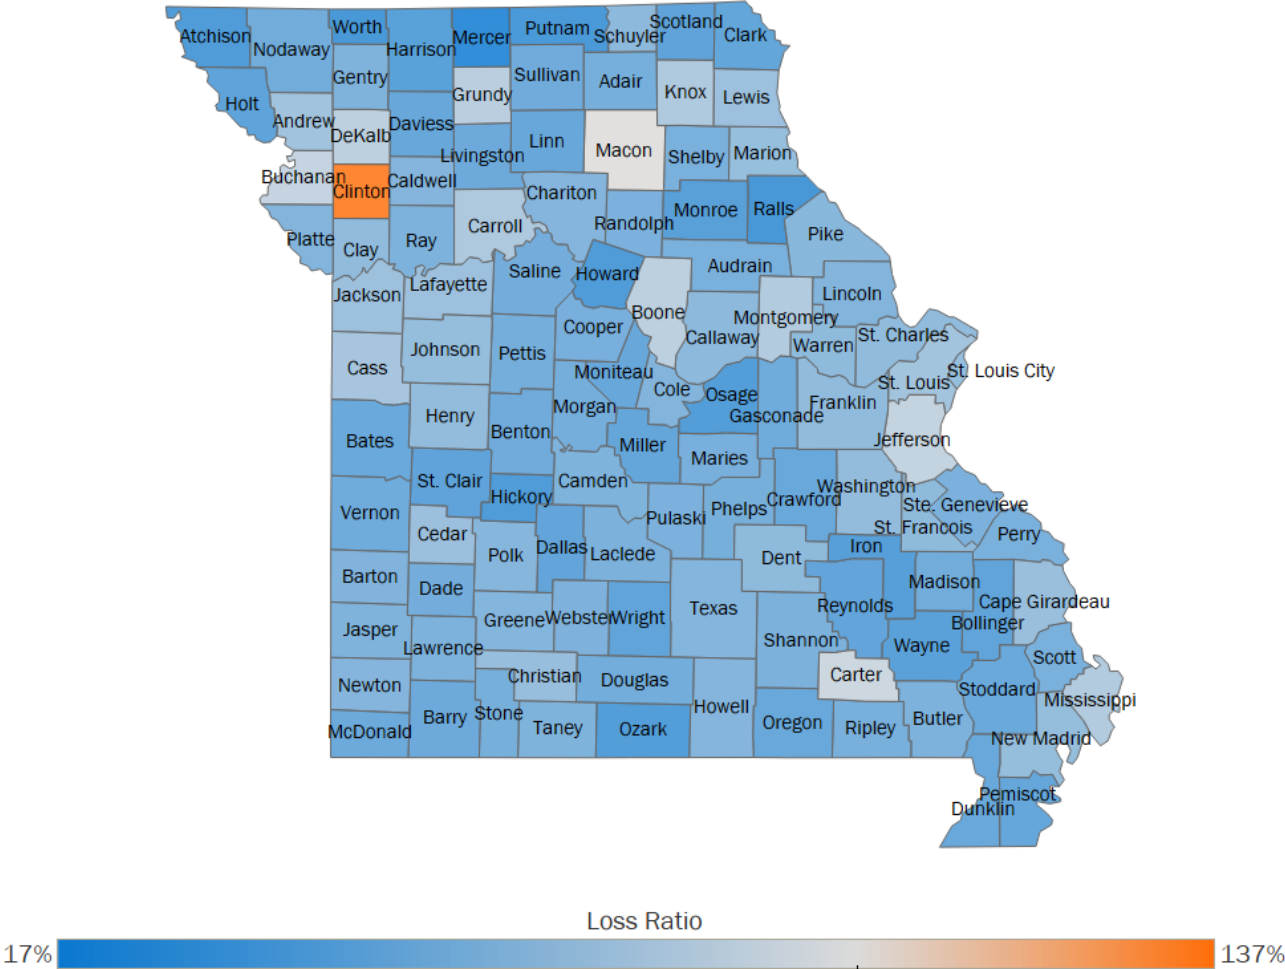 Atchison
Nodaway
Worth
Harrison
Mercer
Putnam
Schuyler
Scotland
Clark
Gentry
Sullivan
Adair
Knox
Lewis
Holt
Andrew
DeKalb
Daviess
Grundy
Livingston
Linn
Macon
Shelby
Marion
Buchanan
Clinton
Caldwell
Chariton
Randolph
Monroe
Ralls
Pike
Platte
Clay
Ray
Carroll
Saline
Howard
Audrain
Lincoln
Jackson
Lafayette
Boone
Callaway
Montgomery
Warren
St. Charles
Johnson
Pettis
Cooper
Cass
Moniteau
Cole
Osage
Gasconade
Franklin
St. Louis
St. Louis City
Henry
Benton
Morgan
Miller
Maries
Jefferson
Bates
St. Clair
Hickory
Camden
Pulaski
Phelps
Crawford
Washington
Ste. Genevieve
St. Francois
Perry
Vernon
Cedar
Polk
Dallas
Laclede
Dent
Iron
Barton
Dade
Greene
Webster
Wright
Texas
Reynolds
Madison
Cape Girardeau
Bollinger
Jasper
Lawrence
Shannon
Wayne
Scott
Newton
Christian
Douglas
Carter
Stoddard
Mississippi
McDonald
Barry
Stone
Taney
Ozark
Howell
Oregon
Ripley
Butler
New Madrid
Pemiscot
Dunklin
Loss Ratio
17%
137%